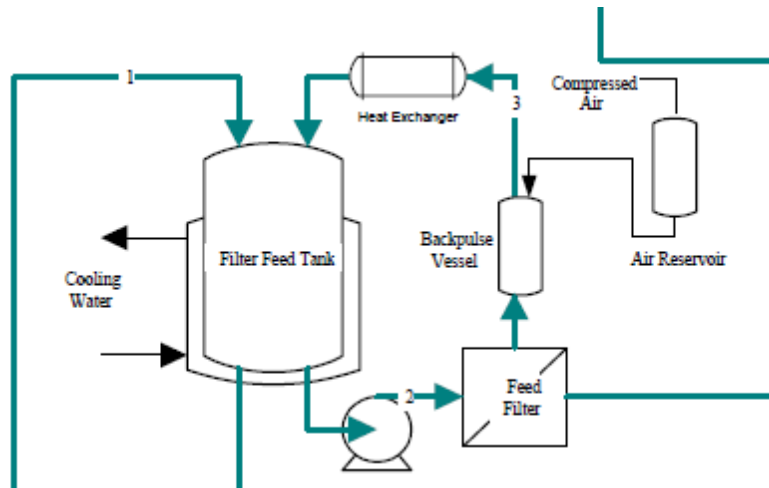 1
Compressed
Air
3
Heat Exchanger
Filter Feed Tank
Backpulse
Vessel
Air Reservoir
Cooling
Water
2
Feed
Filter